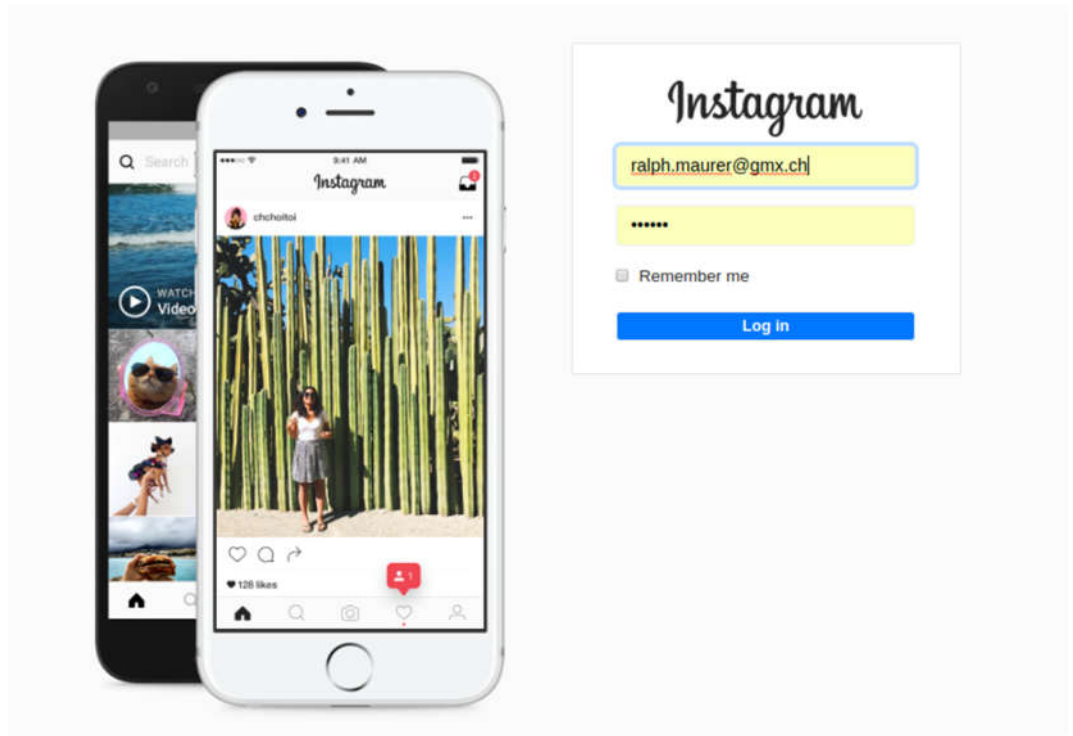 Search
WATCH
Video
9:41 AM
Instagram
1
chchoitoi
128 likes
1
Instagram
ralph.maurer@gmx.ch
••••••
Remember me
Log in